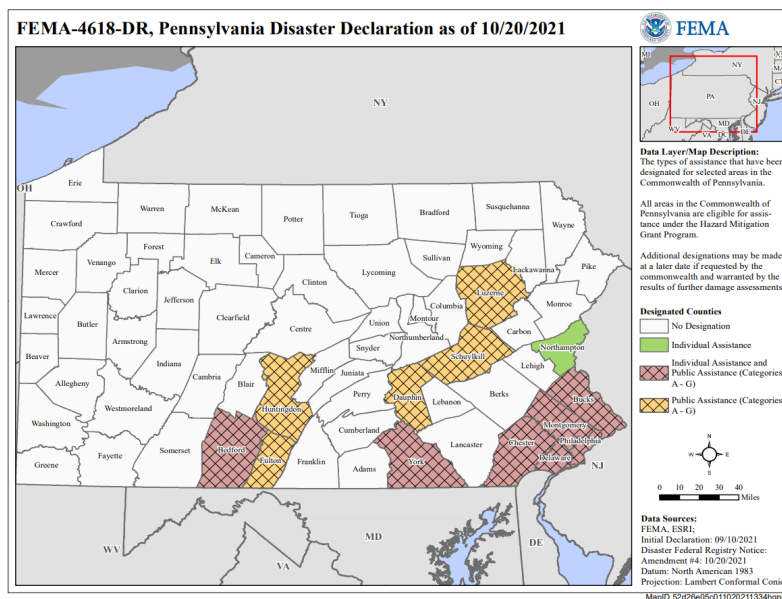 FEMA-4618-DR, Pennsylvania Disaster Declaration as of 10/20/2021
FEMA
NY
OH
Erie
Warren
McKean
Potter
Tioga
Bradford
Susquehanna
Wayne
Crawford
Forest
Elk
Cameron
Sullivan
Wyoming
Lackawanna
Pike
Mercer
Venango
Clarion
Jefferson
Clinton
Lycoming
Columbia
Luzerne
Monroe
Lawrence
Butler
Armstrong
Clearfield
Centre
Union
Montour
Northumberland
Snyder
Carbon
Northampton
Beaver
Indiana
Mifflin
Juniata
Schuylkill
Lehigh
Allegheny
Cambria
Blair
Perry
Dauphin
Lebanon
Berks
Bucks
Westmoreland
Huntingdon
Cumberland
Montgomery
Washington
Somerset
Bedford
Fulton
Franklin
Lancaster
Chester
Philadelphia
Delaware
Greene
Fayette
Adams
York
NJ
WV
VA
MD
DE
MI
NY
OH
PA
NJ
MD
WV
VA
DC
DE
CT
Data Layer/Map Description:
The types of assistance that have been
designated for selected areas in the
Commonwealth of Pennsylvania.
All areas in the Commonwealth of
Pennsylvania are eligible for assis-
tance under the Hazard Mitigation
Grant Program.
Additional designations may be made
at a later date if requested by the
commonwealth and warranted by the
results of further damage assessments
Designated Counties
No Designation
Individual Assistance
Individual Assistance and
Public Assistance (Categories
A - G)
Public Assistance (Categories
A - G)
N
W E
S
0 10 20 30 40
Miles
Data Sources:
FEMA, ESRI;
Initial Declaration: 09/10/2021
Disaster Federal Registry Notice:
Amendment #4: 10/20/2021
Datum: North American 1983
Projection: Lambert Conformal Conic